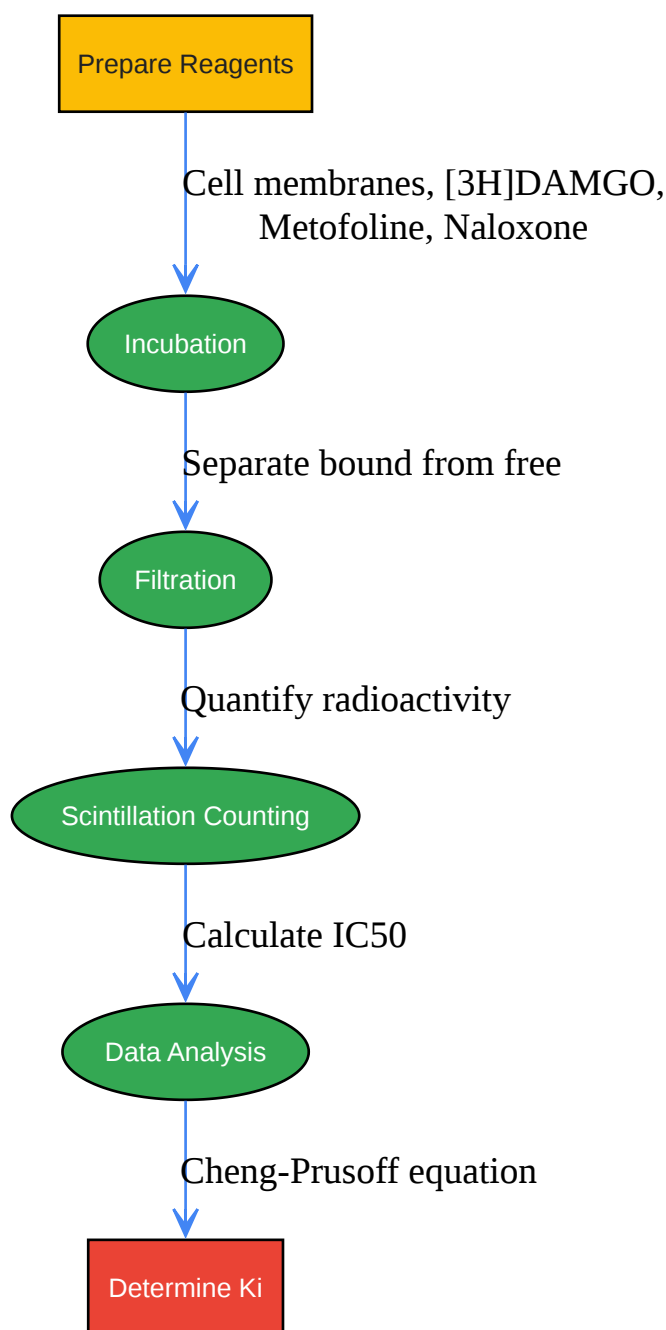 Prepare Reagents
Cell membranes, [3H]DAMGO,
Metofoline, Naloxone
Incubation
Separate bound from free
Filtration
Quantify radioactivity
Scintillation Counting
Calculate IC50
Data Analysis
Cheng-Prusoff equation
Determine Ki